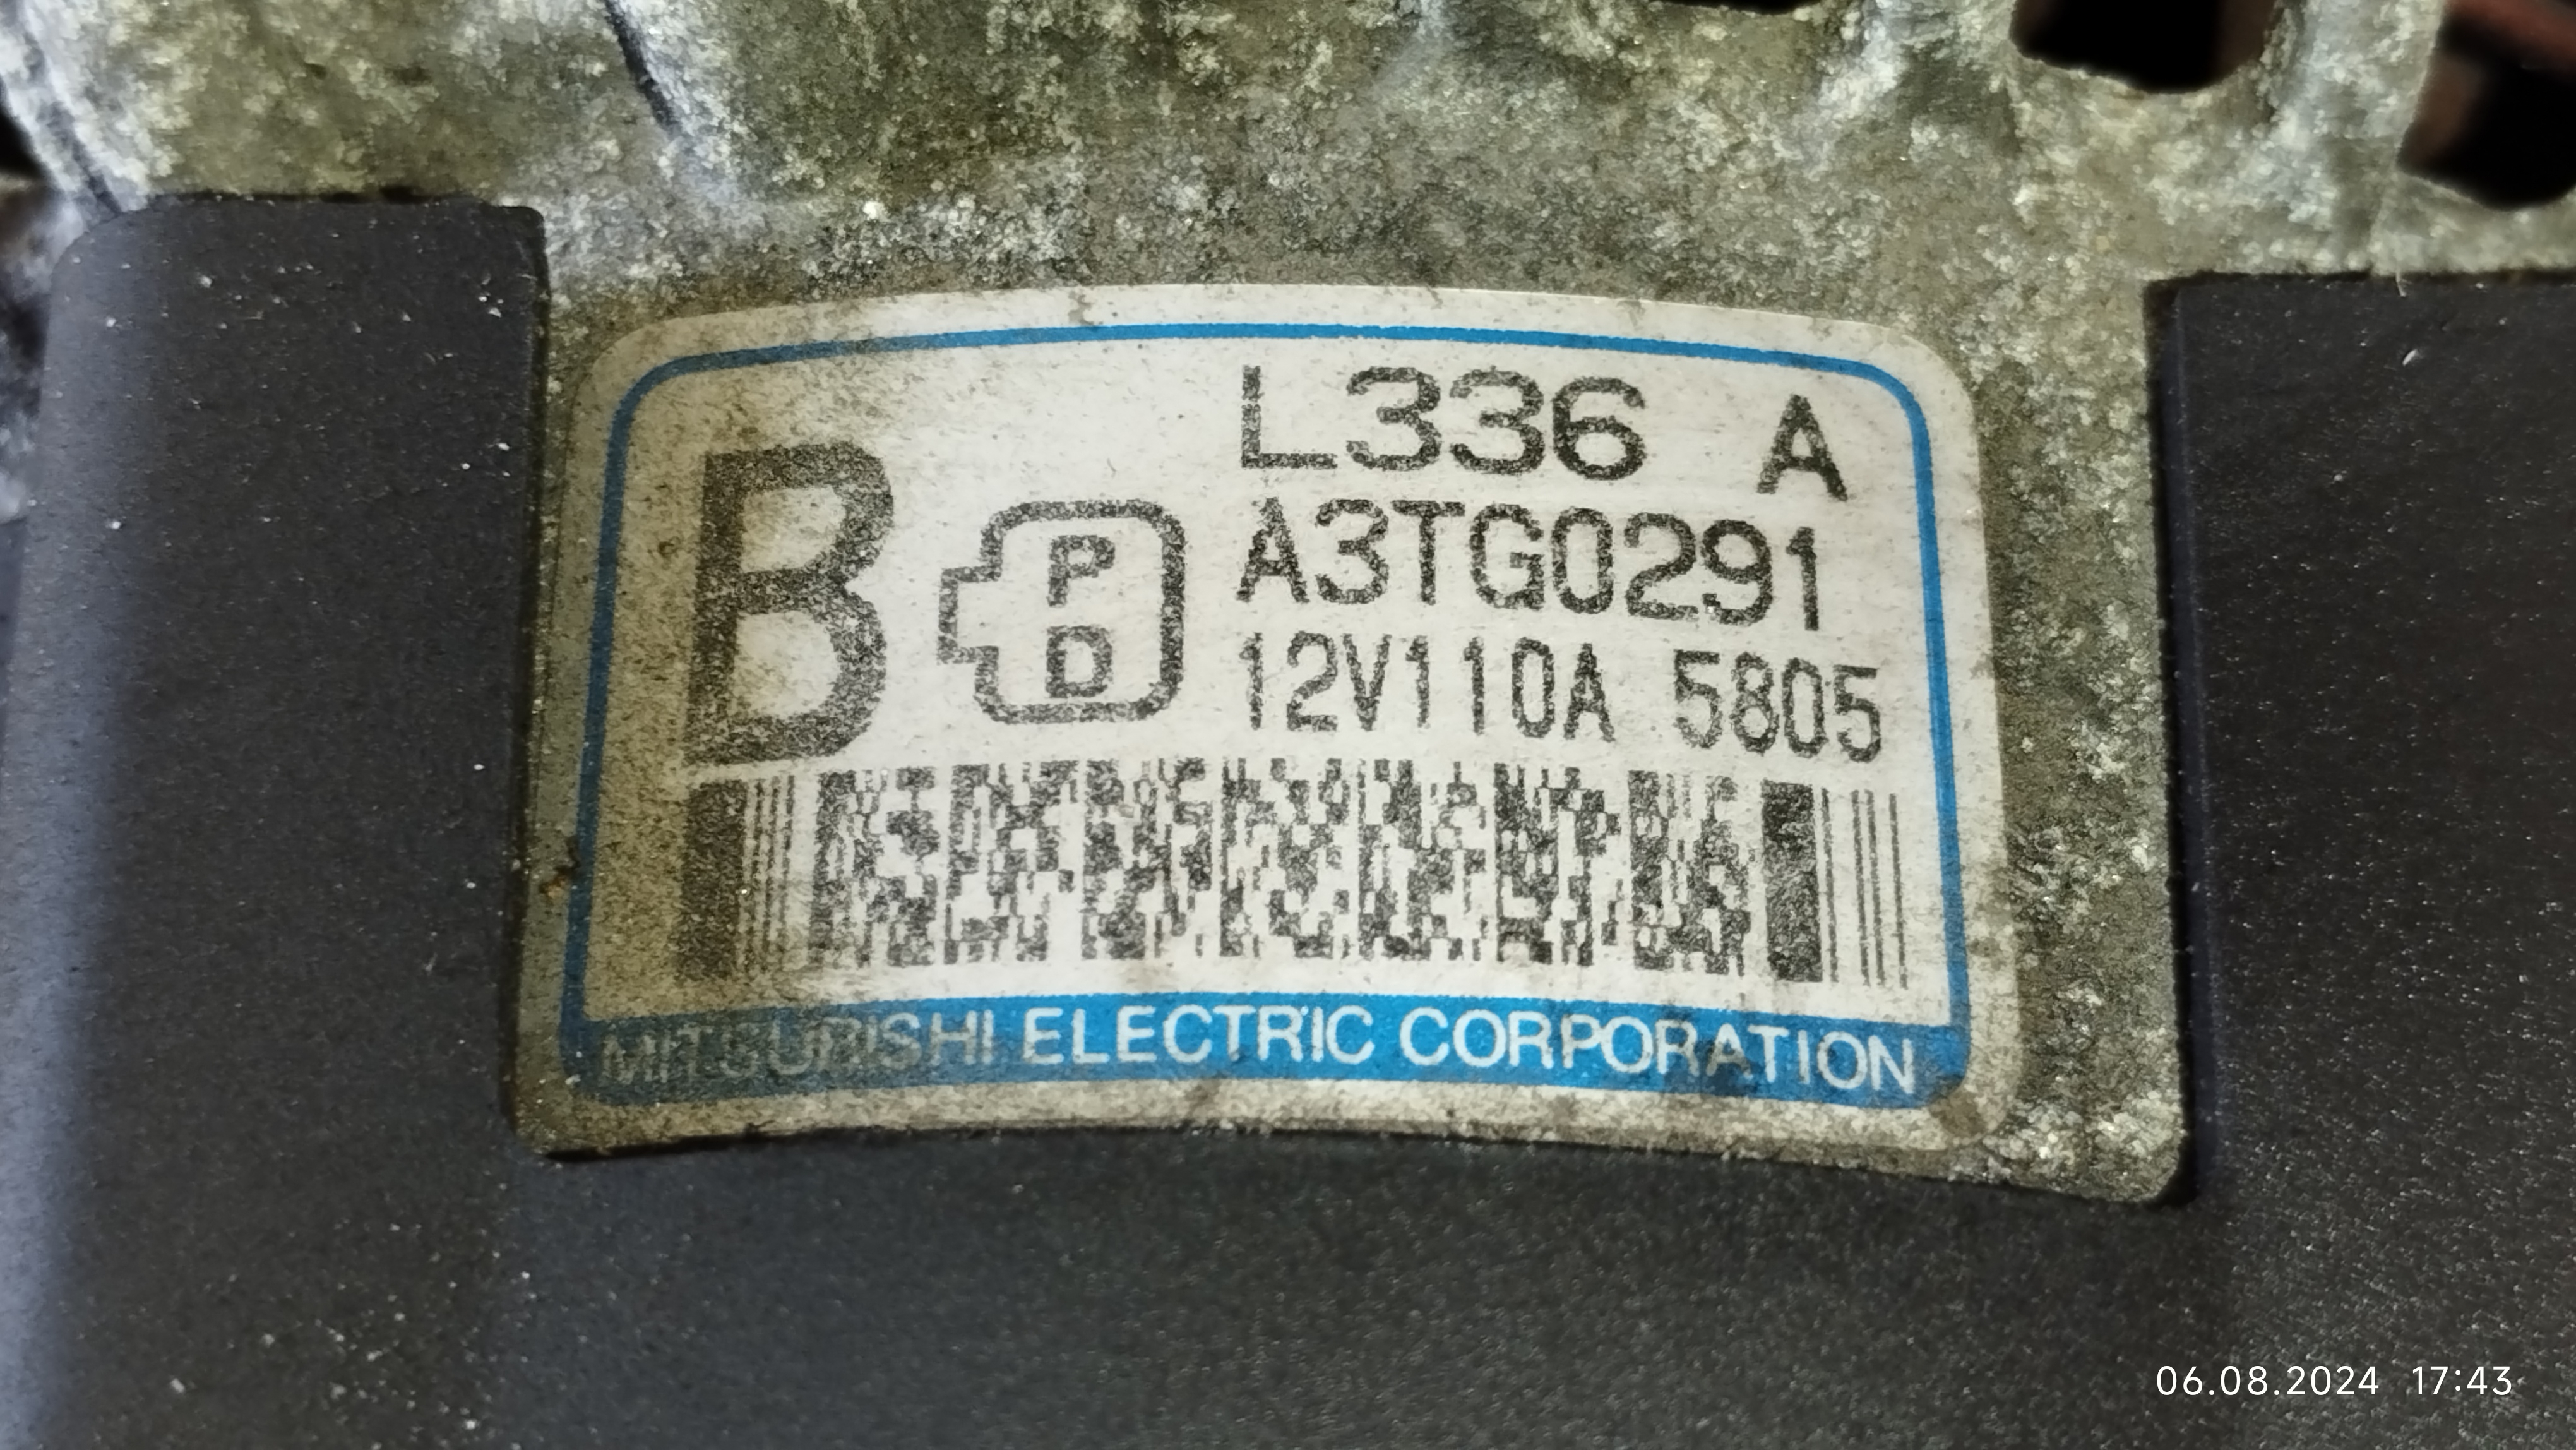 L336 A
B
P
D
A3TG0291
12V110A 5805
MITSUBISHI ELECTRIC CORPORATION
06.08.2024 17:43